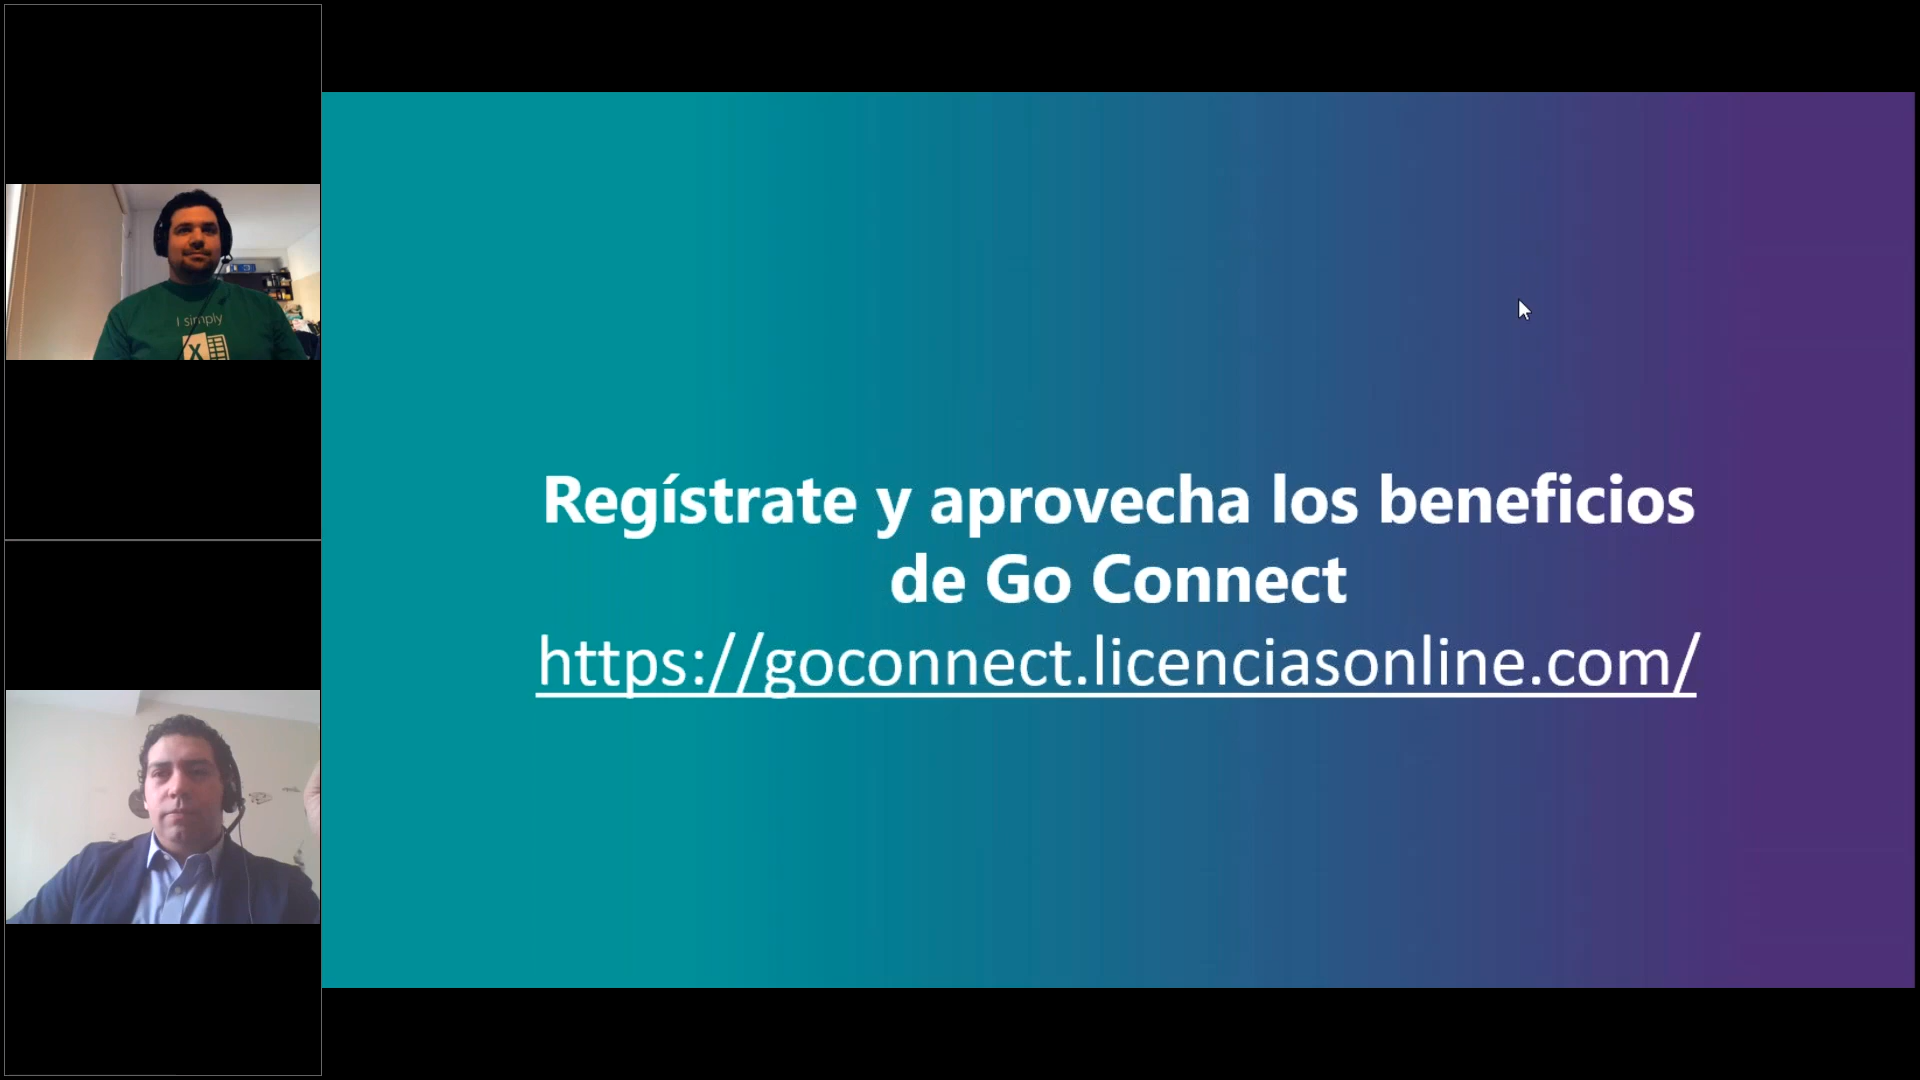 I simply
X
Regístrate y aprovecha los beneficios
de Go Connect
https://goconnect.licenciasonline.com/